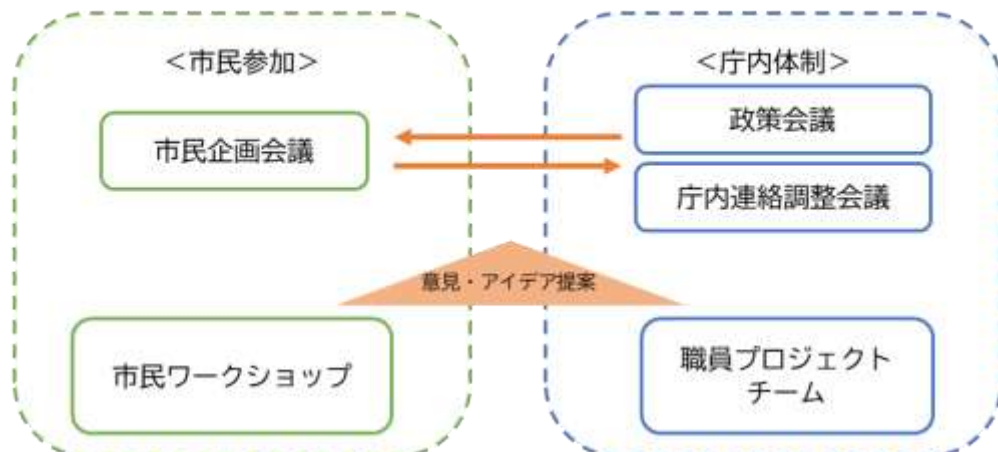 ＜市民参加＞
市民企画会議
市民ワークショップ
意見・アイデア提案
＜庁内体制＞
政策会議
庁内連絡調整会議
職員プロジェクト
チーム